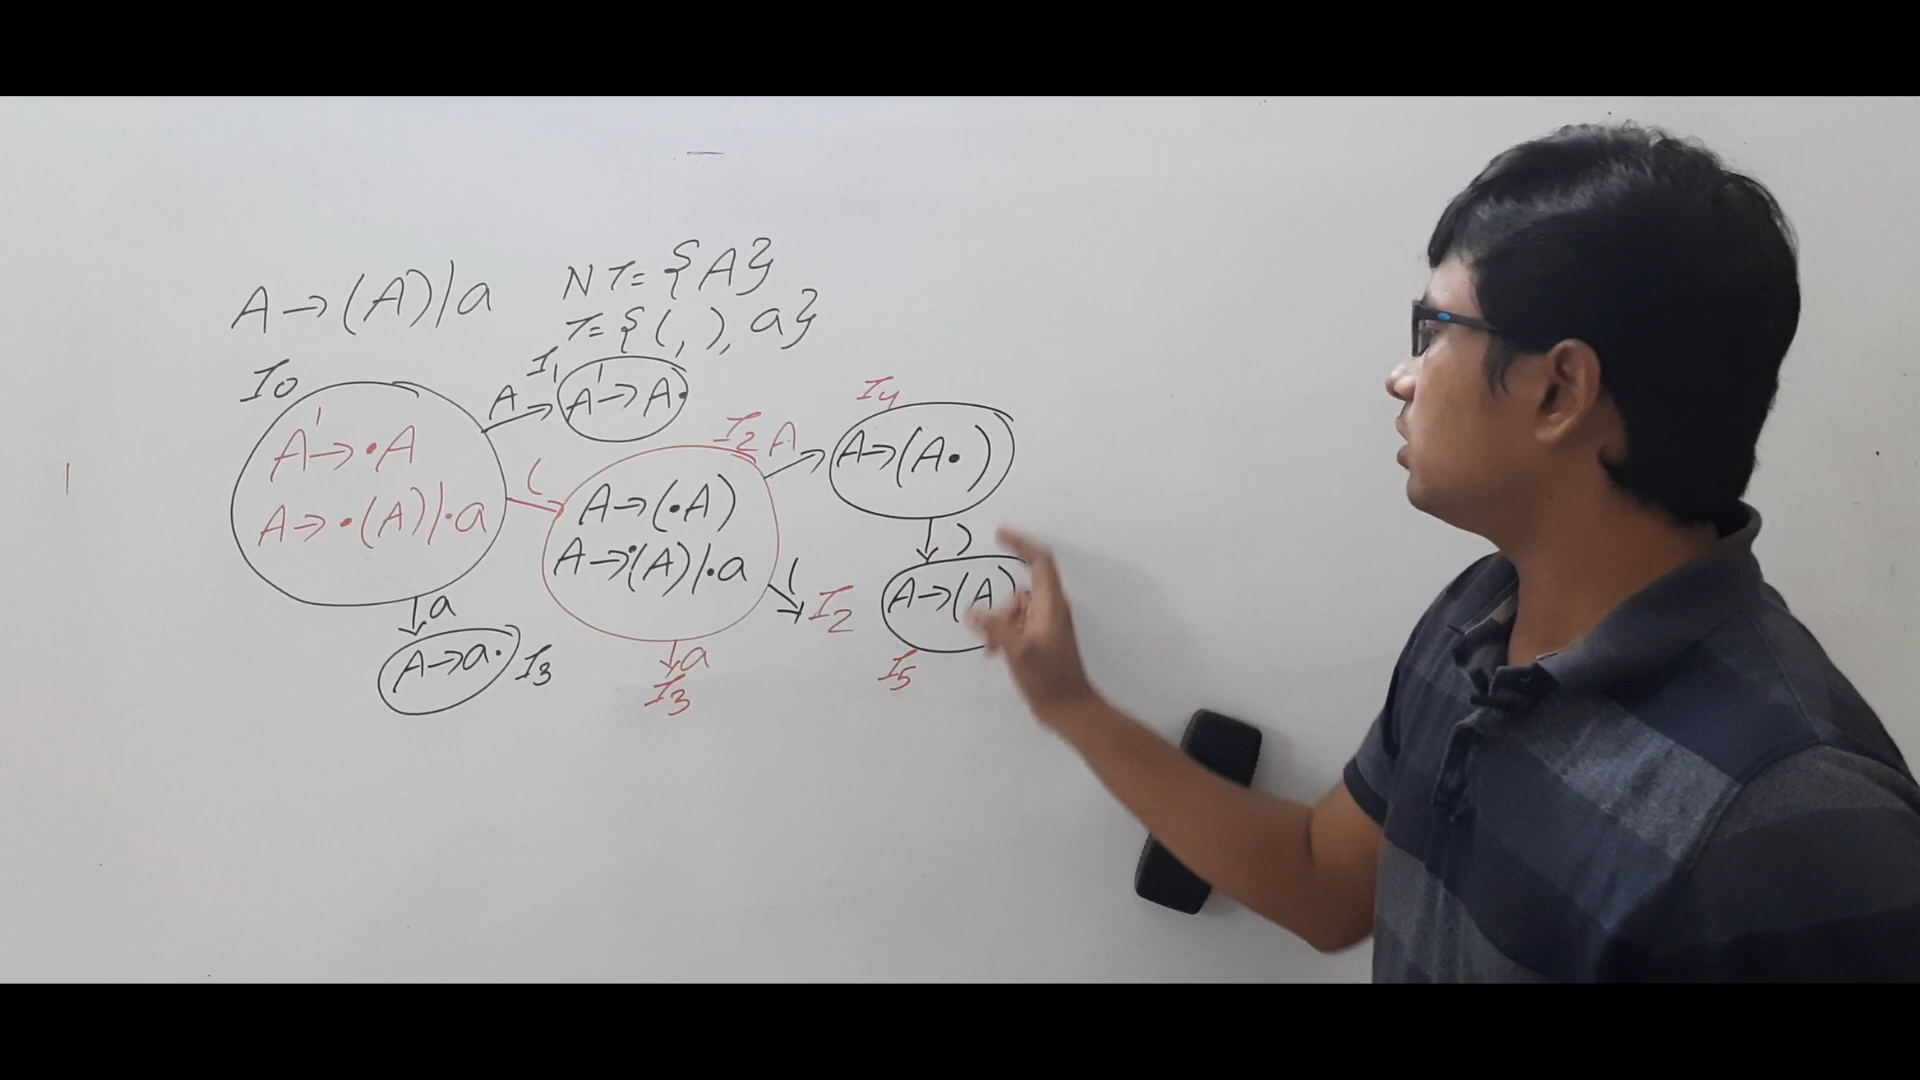 A→(A)/a
NT={A}
T={(,),a}
I0
A'→•A
A→•(A)/•a
A
I1
A'→A•
(
I2
A→(•A)
A→•(A)/•a
a
A→a•
I3
a
I3
(
I2
A
I4
A→(A•)
)
A→(A)
I5